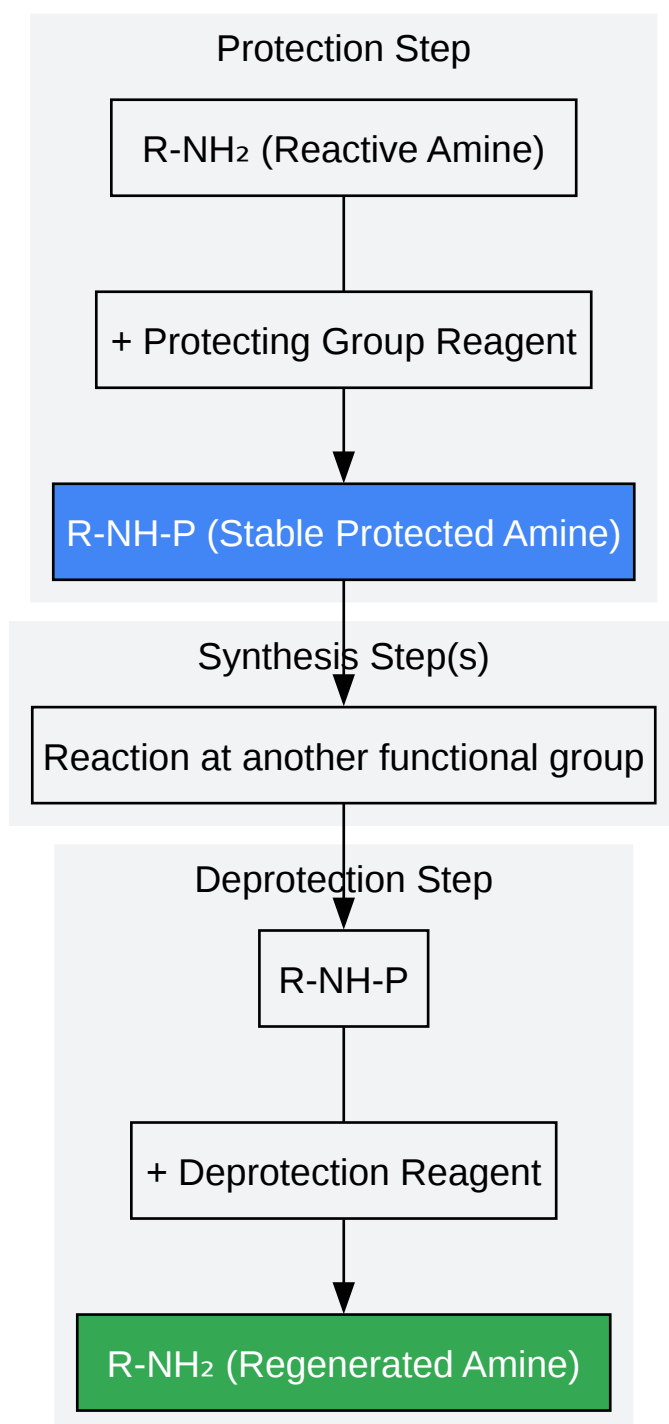 Protection Step
R-NH₂ (Reactive Amine)
+ Protecting Group Reagent
R-NH-P (Stable Protected Amine)
Synthesis Step(s)
Reaction at another functional group
Deprotection Step
R-NH-P
+ Deprotection Reagent
R-NH₂ (Regenerated Amine)